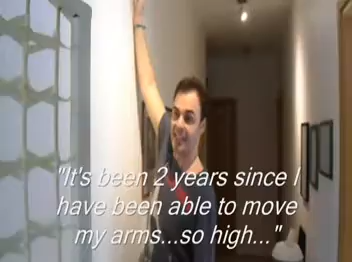 "It's been 2 years since I
have been able to move
my arms...so high..."